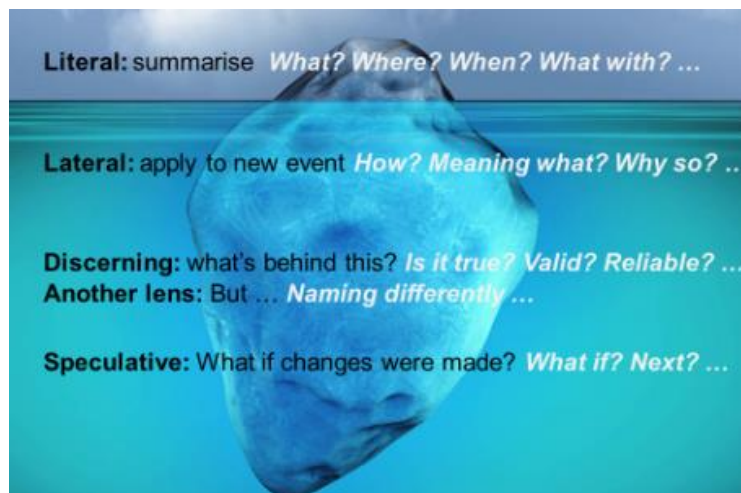 Literal: summarise What? Where? When? What with? ...
Lateral: apply to new event How? Meaning what? Why so? ...
Discerning: what's behind this? Is it true? Valid? Reliable? ...
Another lens: But ... Naming differently ...
Speculative: What if changes were made? What if? Next? ...